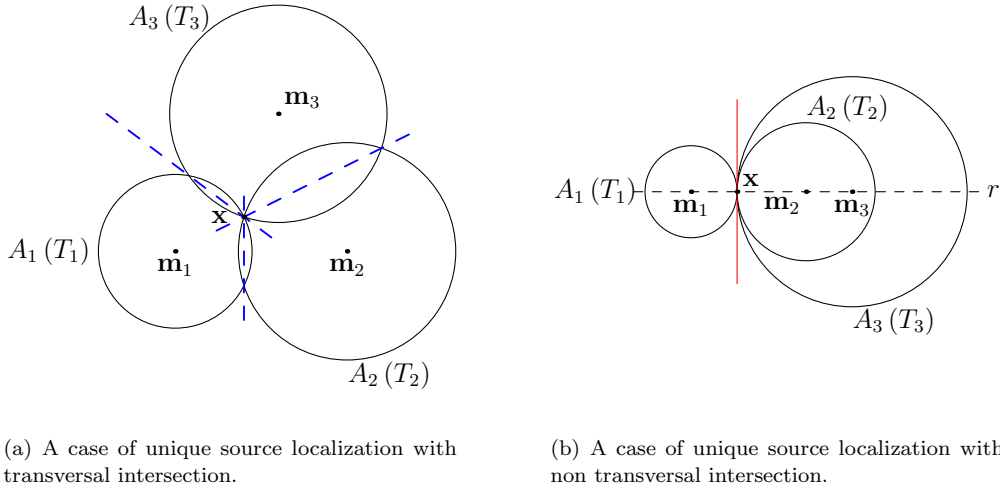 A₃ (T₃)
m₃
x
A₁ (T₁)
m₁
m₂
A₂ (T₂)
A₂ (T₂)
A₁ (T₁)
x
r
m₁
m₂
m₃
A₃ (T₃)
(a) A case of unique source localization with
transversal intersection.
(b) A case of unique source localization with
non transversal intersection.